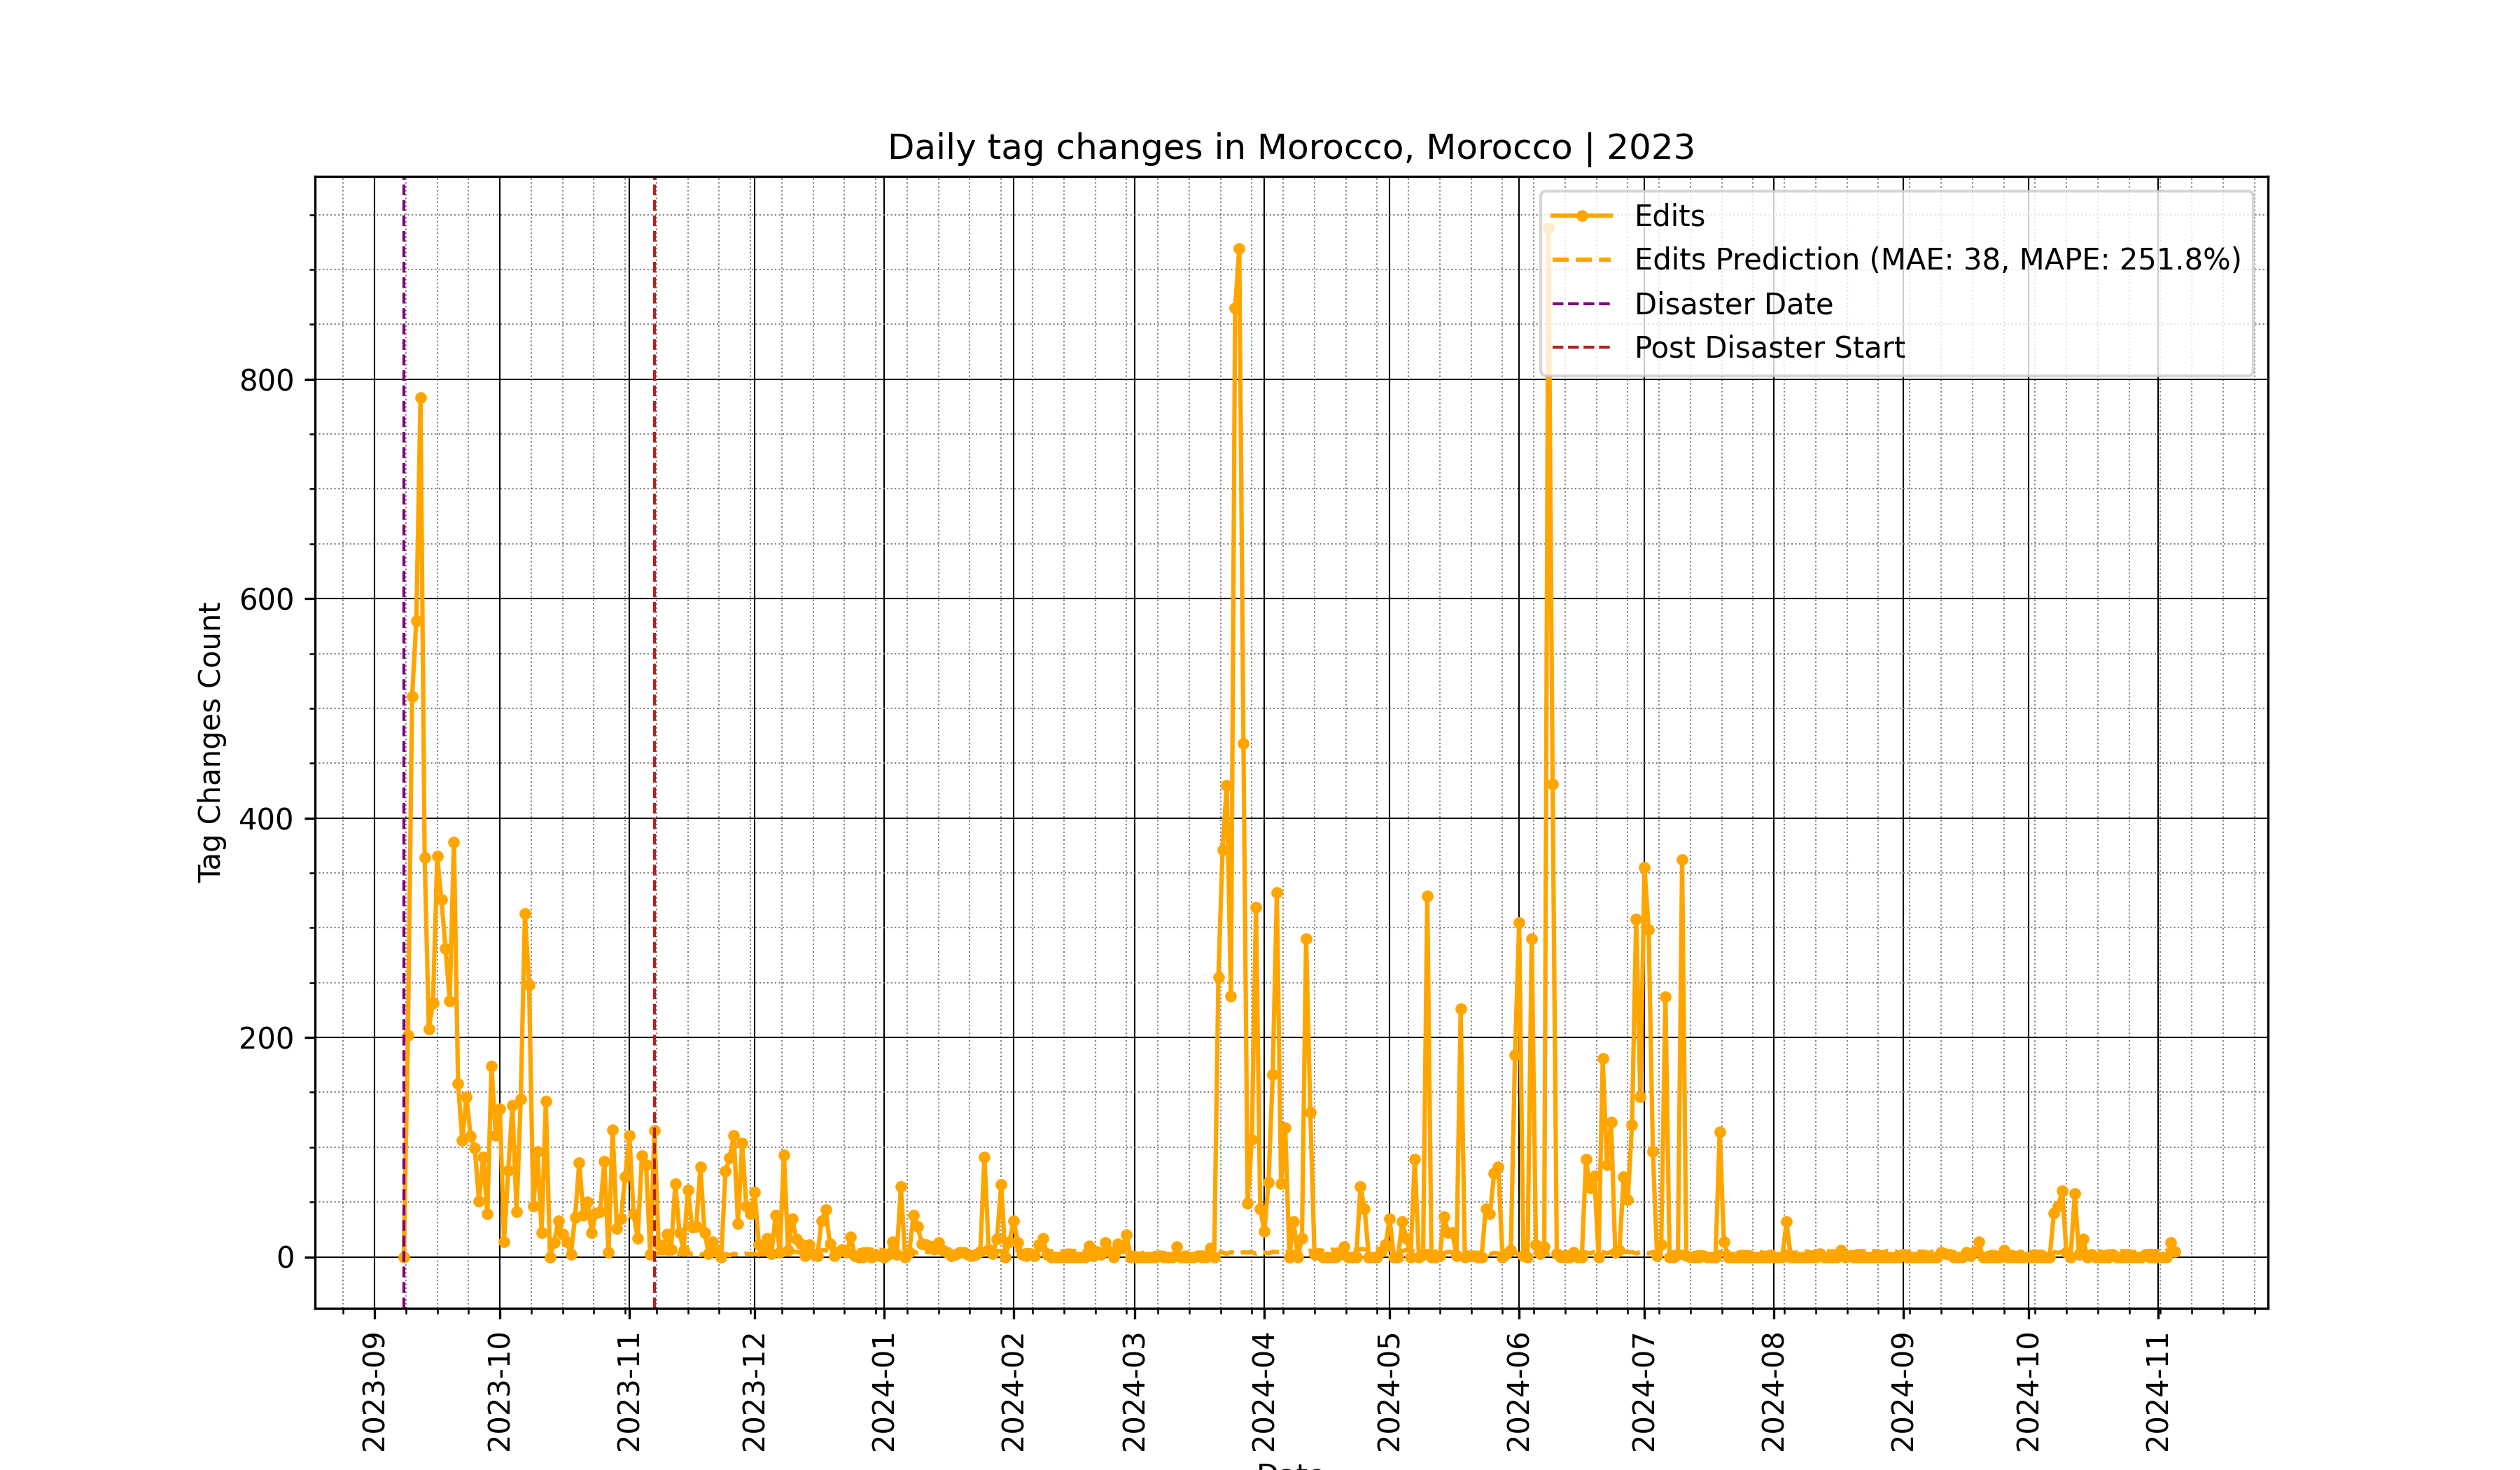 Daily tag changes in Morocco, Morocco | 2023
Edits
Edits Prediction (MAE: 38, MAPE: 251.8%)
Disaster Date
Post Disaster Start
Tag Changes Count
800
600
400
200
0
2023-09
2023-10
2023-11
2023-12
2024-01
2024-02
2024-03
2024-04
2024-05
2024-06
2024-07
2024-08
2024-09
2024-10
2024-11
Date